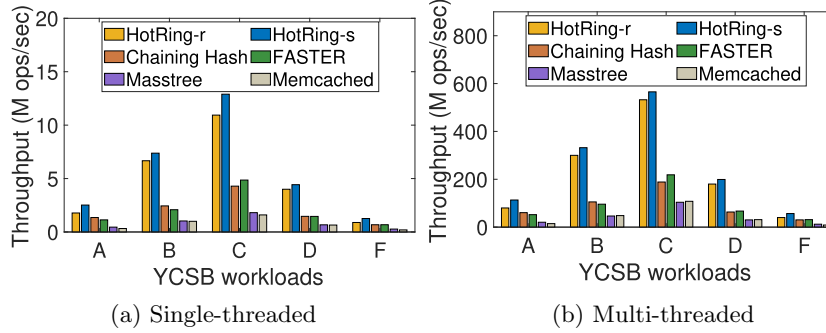 Throughput (M ops/sec)
20
15
10
5
0
HotRing-r HotRing-s
Chaining Hash FASTER
Masstree Memcached
A B C D F
YCSB workloads
(a) Single-threaded
Throughput (M ops/sec)
800
600
400
200
0
HotRing-r HotRing-s
Chaining Hash FASTER
Masstree Memcached
A B C D F
YCSB workloads
(b) Multi-threaded